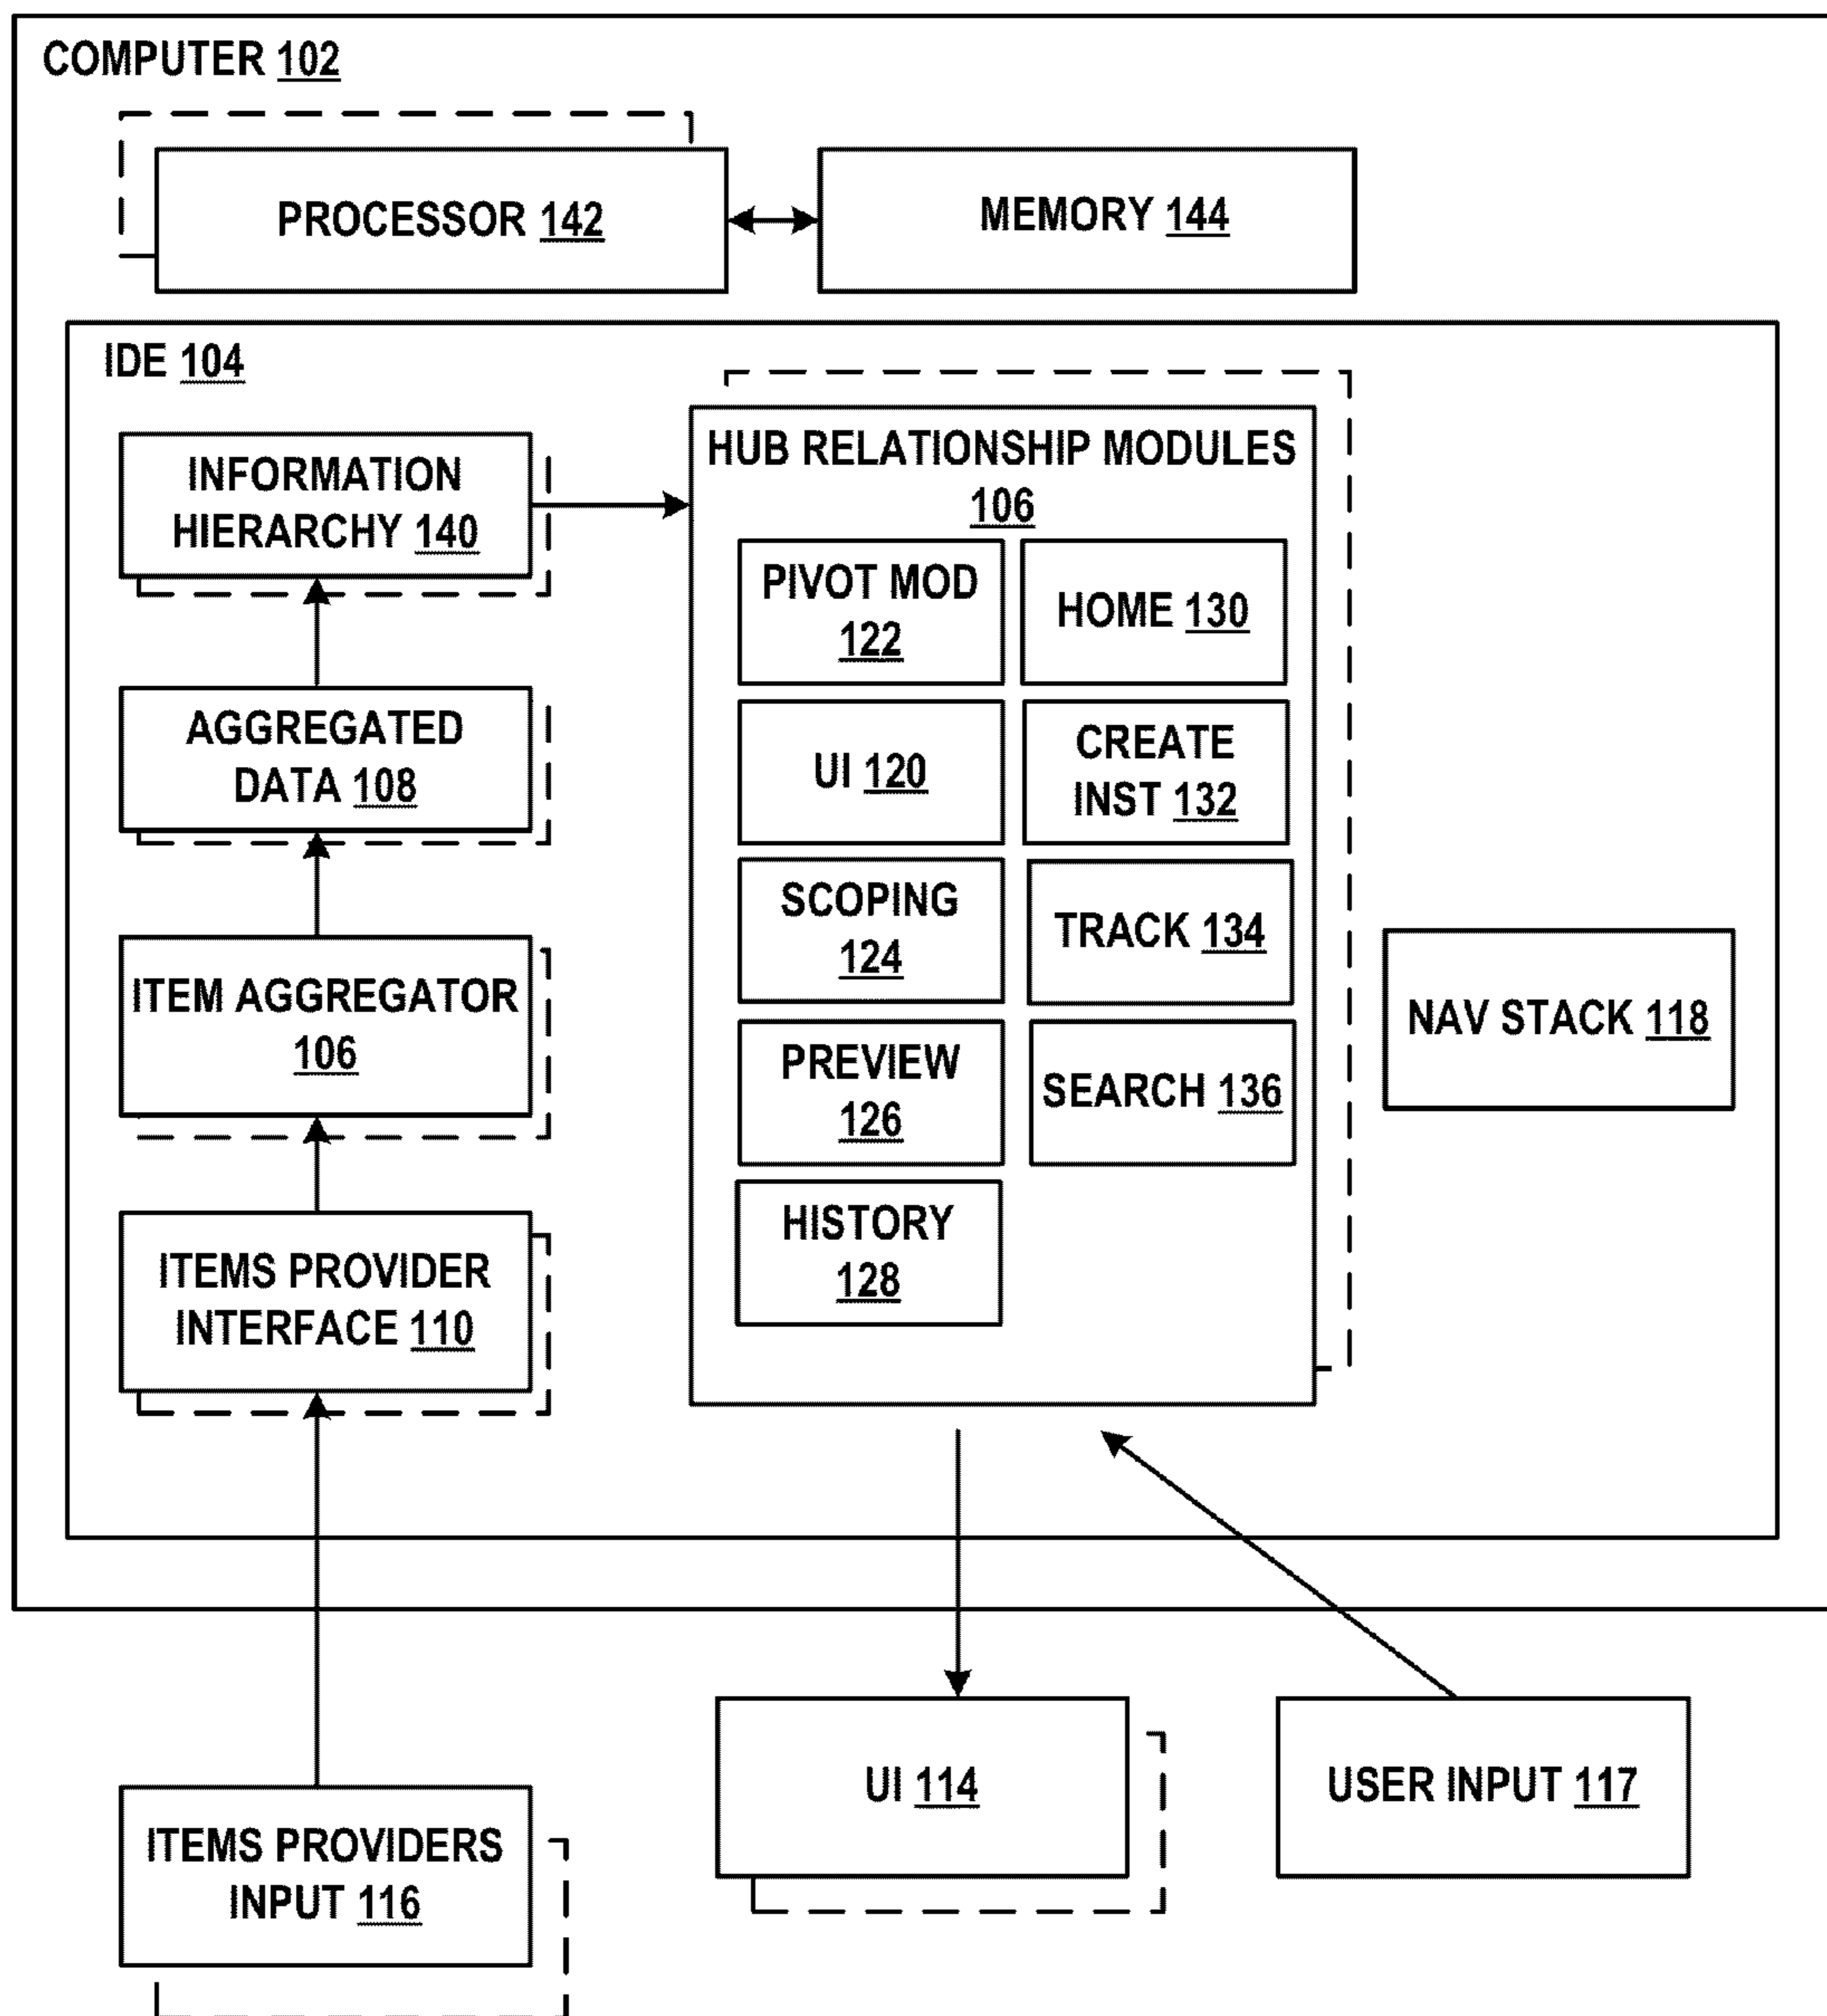 COMPUTER 102
PROCESSOR 142
MEMORY 144
IDE 104
INFORMATION
HIERARCHY 140
AGGREGATED
DATA 108
ITEM AGGREGATOR
106
ITEMS PROVIDER
INTERFACE 110
HUB RELATIONSHIP MODULES
106
PIVOT MOD
122
HOME 130
UI 120
CREATE
INST 132
SCOPING
124
TRACK 134
PREVIEW
126
SEARCH 136
HISTORY
128
NAV STACK 118
ITEMS PROVIDERS
INPUT 116
UI 114
USER INPUT 117